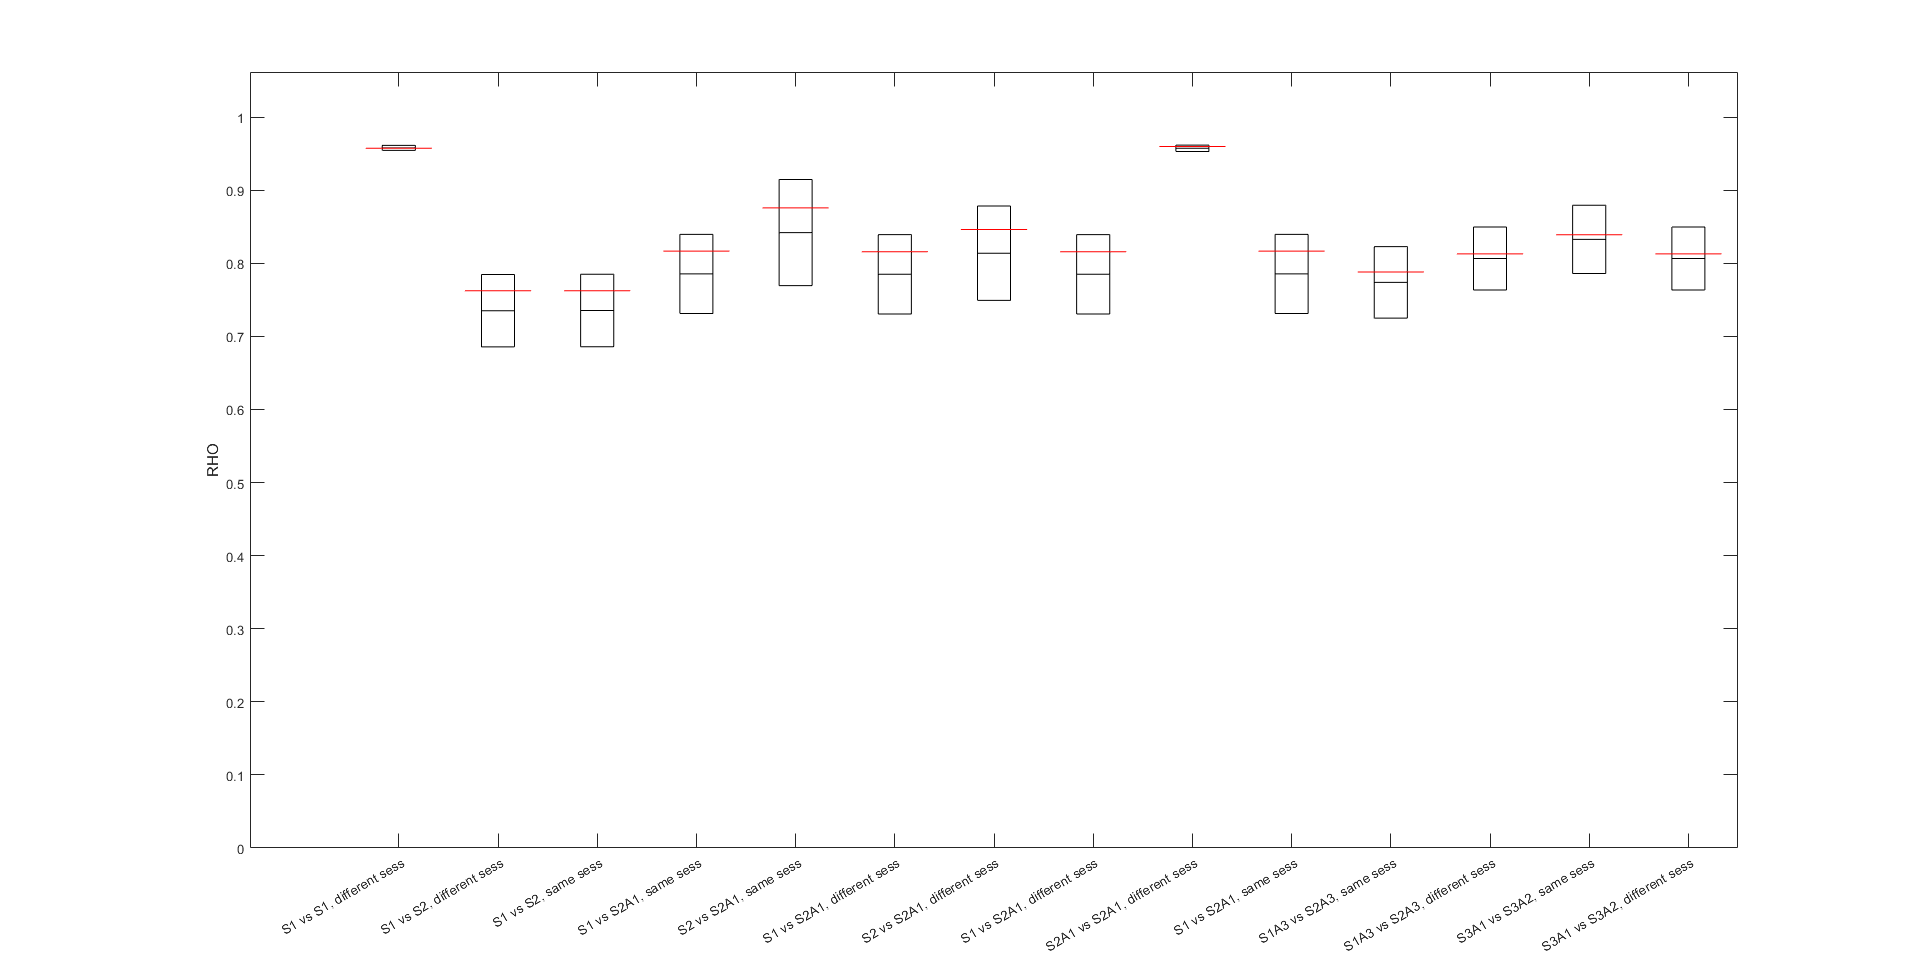 1
0.9
0.8
0.7
0.6
0.5
0.4
0.3
0.2
0.1
0
RHO
S1 vs S1, different sess
S1 vs S2, different sess
S1 vs S2, same sess
S1 vs S2A1, same sess
S2 vs S2A1, same sess
S1 vs S2A1, different sess
S2 vs S2A1, different sess
S1 vs S2A1, different sess
S2A1 vs S2A1, different sess
S1 vs S2A1, same sess
S1A3 vs S2A3, same sess
S1A3 vs S2A3, different sess
S3A1 vs S3A2, same sess
S3A1 vs S3A2, different sess